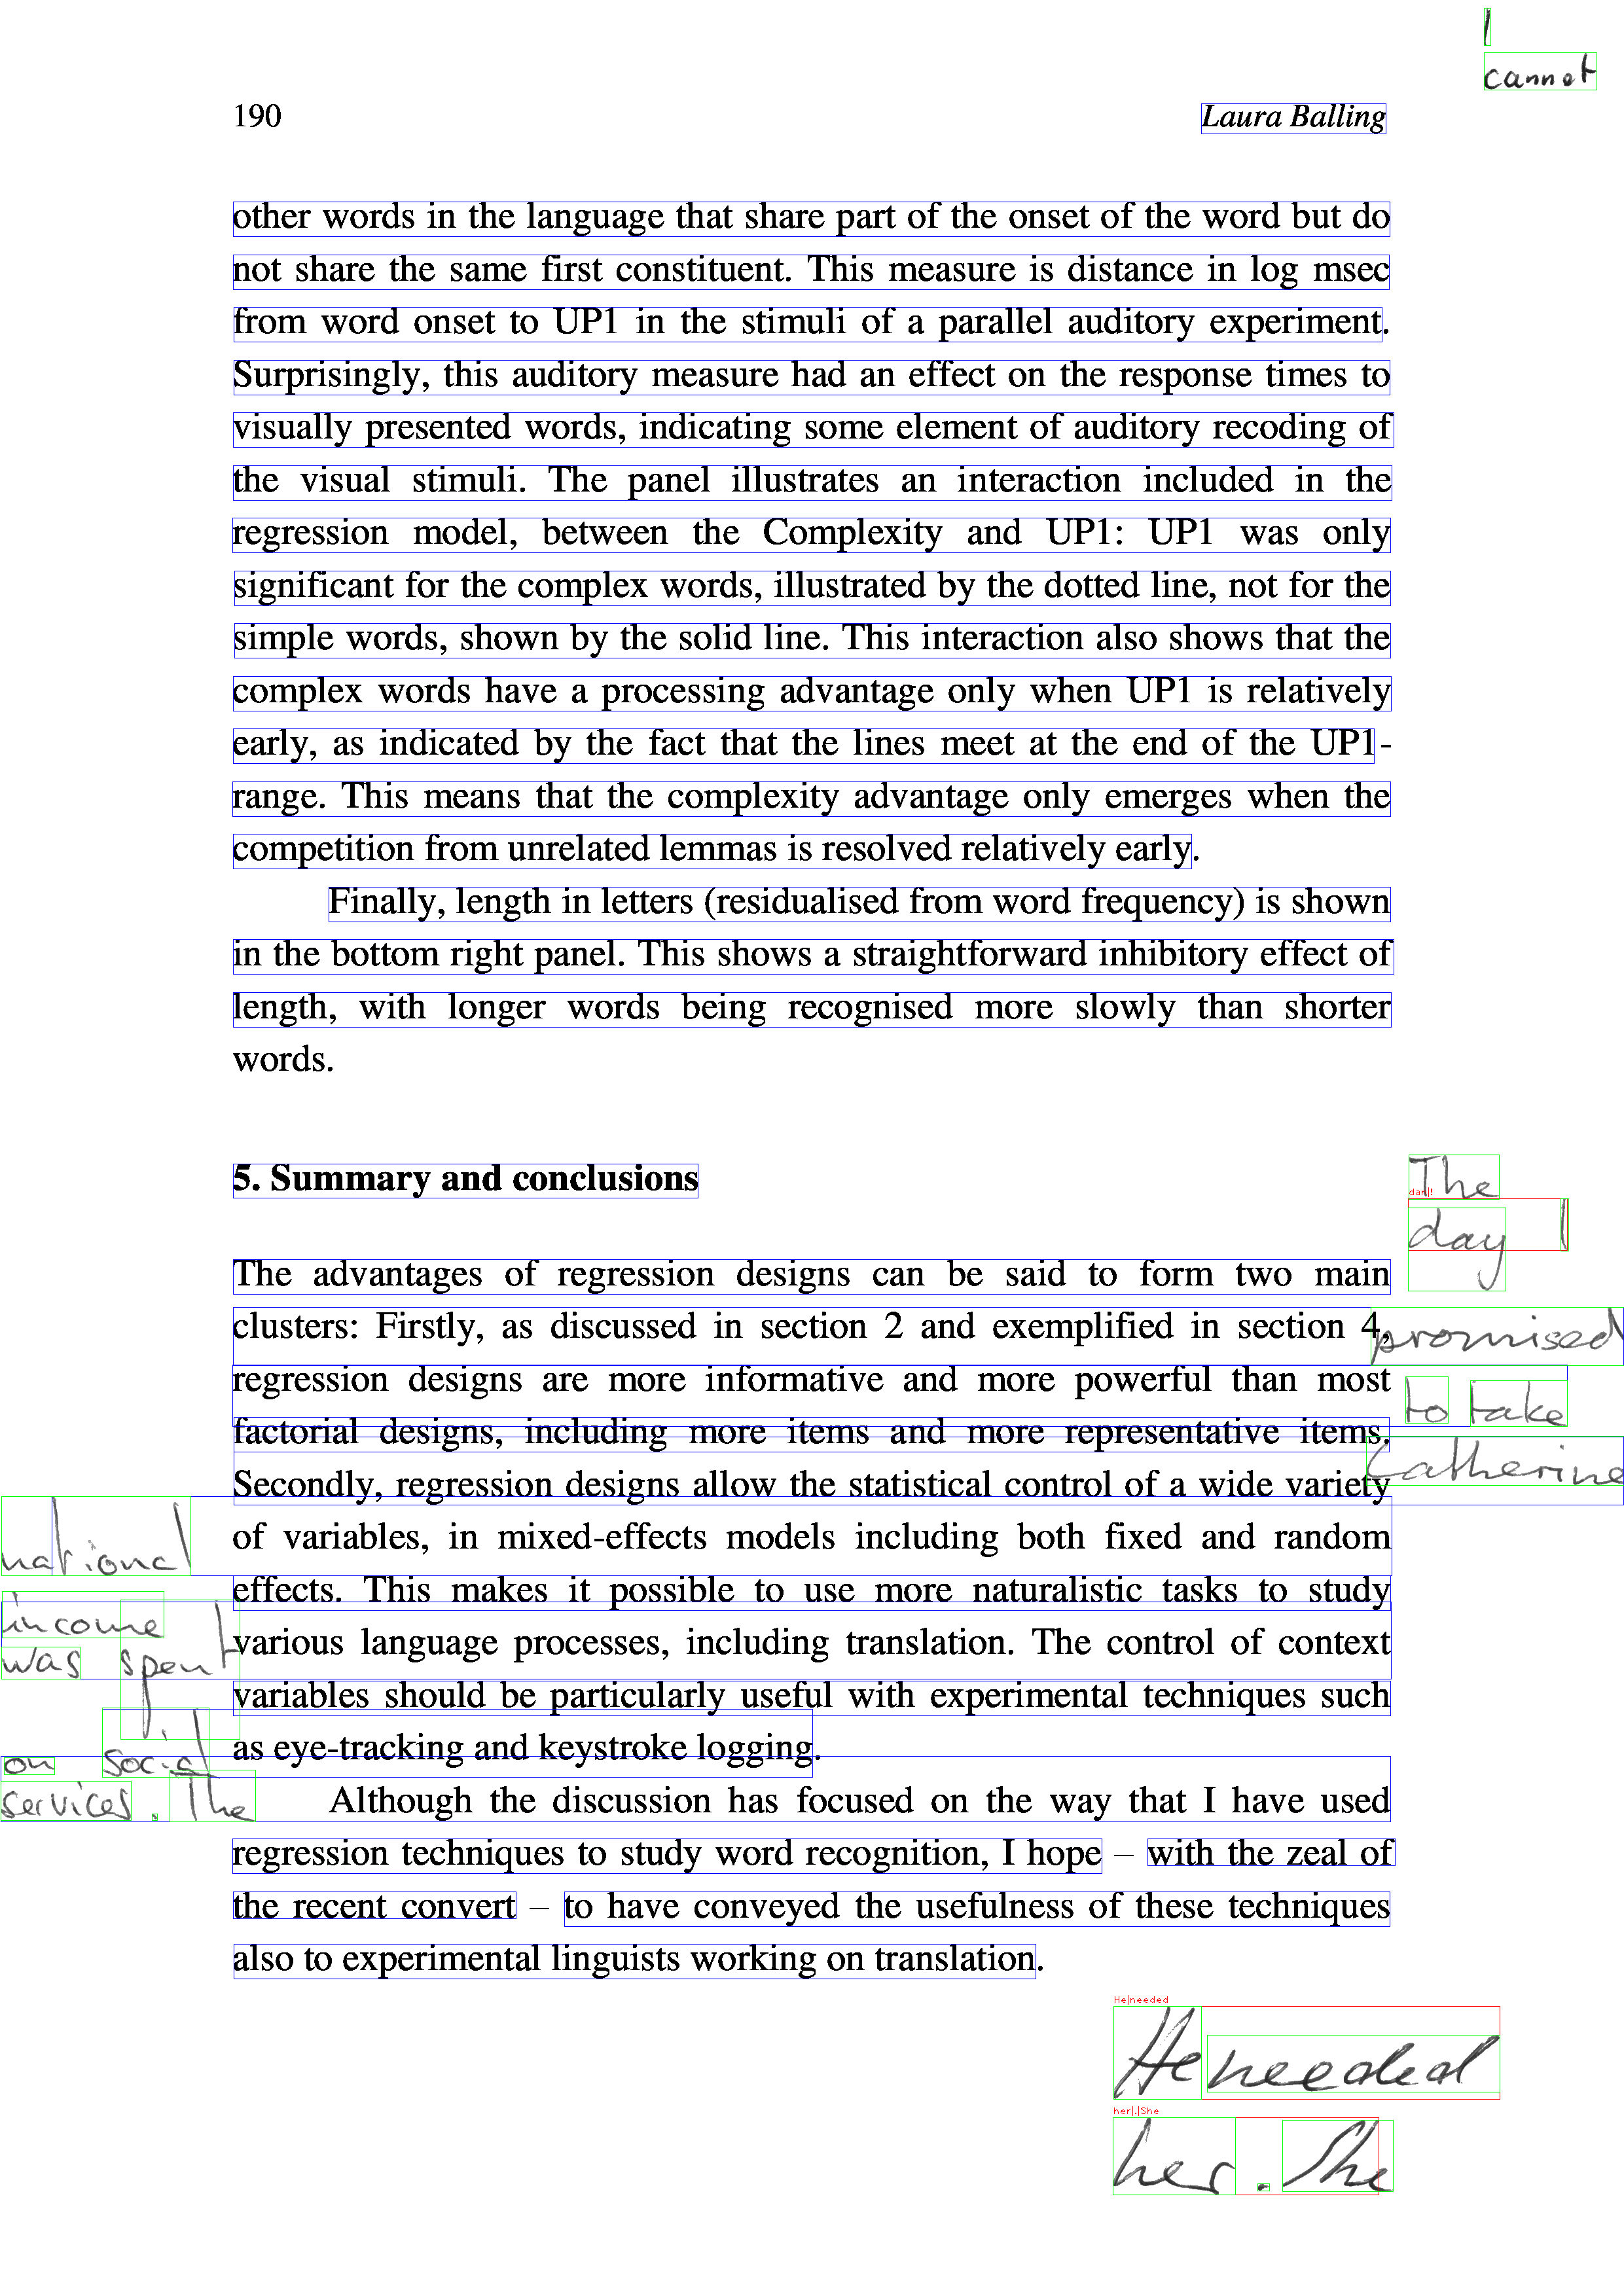 I
cannot
190 Laura Balling
other words in the language that share part of the onset of the word but do
not share the same first constituent. This measure is distance in log msec
from word onset to UP1 in the stimuli of a parallel auditory experiment.
Surprisingly, this auditory measure had an effect on the response times to
visually presented words, indicating some element of auditory recoding of
the visual stimuli. The panel illustrates an interaction included in the
regression model, between the Complexity and UP1: UP1 was only
significant for the complex words, illustrated by the dotted line, not for the
simple words, shown by the solid line. This interaction also shows that the
complex words have a processing advantage only when UP1 is relatively
early, as indicated by the fact that the lines meet at the end of the UP1-
range. This means that the complexity advantage only emerges when the
competition from unrelated lemmas is resolved relatively early.
Finally, length in letters (residualised from word frequency) is shown
in the bottom right panel. This shows a straightforward inhibitory effect of
length, with longer words being recognised more slowly than shorter
words.
5. Summary and conclusions
The
dar|!
day I
promised
to take
Catherine
The advantages of regression designs can be said to form two main
clusters: Firstly, as discussed in section 2 and exemplified in section 4,
regression designs are more informative and more powerful than most
factorial designs, including more items and more representative items.
Secondly, regression designs allow the statistical control of a wide variety
of variables, in mixed-effects models including both fixed and random
effects. This makes it possible to use more naturalistic tasks to study
various language processes, including translation. The control of context
variables should be particularly useful with experimental techniques such
as eye-tracking and keystroke logging.
national
income
was spent
on social
services . The
Although the discussion has focused on the way that I have used
regression techniques to study word recognition, I hope – with the zeal of
the recent convert – to have conveyed the usefulness of these techniques
also to experimental linguists working on translation.
He|needed
He needed
her|.|She
her . She